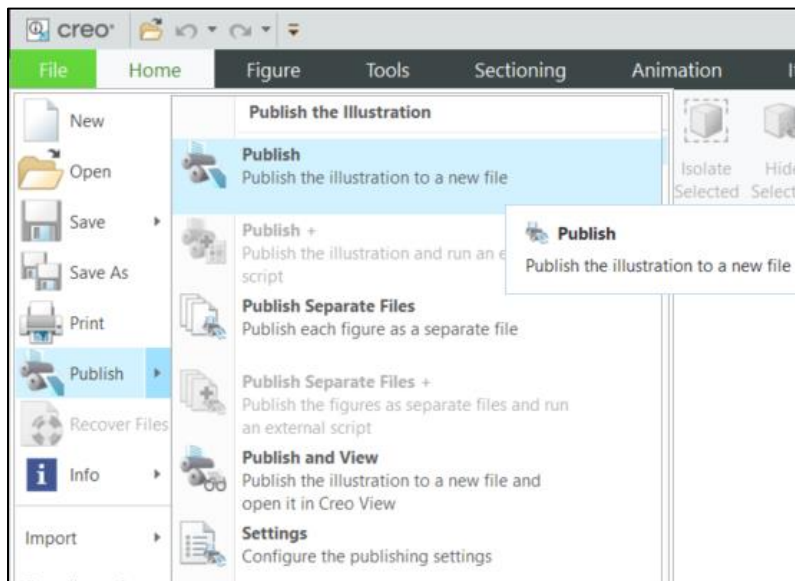 creo
File Home Figure Tools Sectioning Animation
New
Open
Save
Save As
Print
Publish
Recover Files
Info
Import
Publish the Illustration
Publish
Publish the illustration to a new file
Publish +
Publish the illustration and run an
script
Publish Separate Files
Publish each figure as a separate file
Publish Separate Files +
Publish the figures as separate files and run
an external script
Publish and View
Publish the illustration to a new file and
open it in Creo View
Settings
Configure the publishing settings
Publish
Publish the illustration to a new file
Isolate
Selected